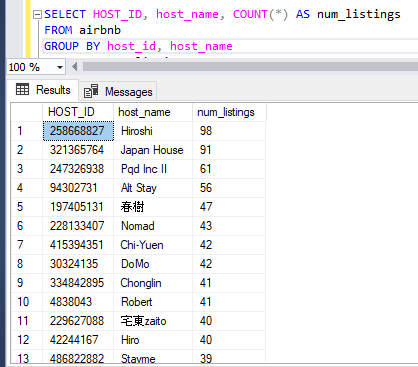 SELECT HOST_ID, host_name, COUNT(*) AS num_listings
FROM airbnb
GROUP BY host_id, host_name
100 %
Results Messages
HOST_ID host_name num_listings
1 258668827 Hiroshi 98
2 321365764 Japan House 91
3 247326938 Pqd Inc II 61
4 94302731 Alt Stay 56
5 197405131 春樹 47
6 228133407 Nomad 43
7 415394351 Chi-Yuen 42
8 30324135 DoMo 42
9 334842895 Chonglin 41
10 4838043 Robert 41
11 229627088 宅東zaito 40
12 42244167 Hiro 40
13 486822882 Stayme 39